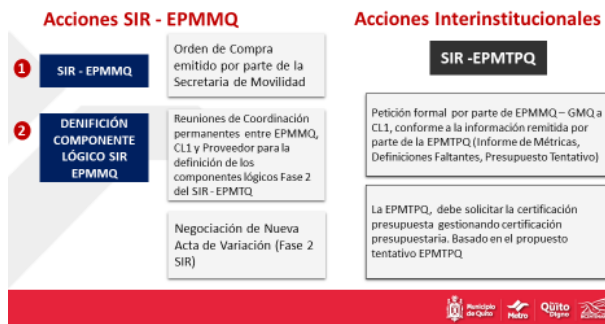 Acciones SIR - EPMMQ
1
SIR - EPMMQ
Orden de Compra
emitido por parte de la
Secretaria de Movilidad
2
DENIFICIÓN
COMPONENTE
LÓGICO SIR
EPMMQ
Reuniones de Coordinación
permanentes entre EPMMQ,
CL1 y Proveedor para la
definición de los
componentes lógicos Fase 2
del SIR - EPMTQ
Negociación de Nueva
Acta de Variación (Fase 2
SIR)
Acciones Interinstitucionales
SIR -EPMTPQ
Petición formal por parte de EPMMQ – GMQ a
CL1, conforme a la información remitida por
parte de la EPMTPQ (Informe de Métricas,
Definiciones Faltantes, Presupuesto Tentativo)
La EPMTPQ, debe solicitar la certificación
presupuesta gestionando certificación
presupuestaria. Basado en el propuesto
tentativo EPMTPQ
Municipio
de Quito
Metro
Quito
Digno